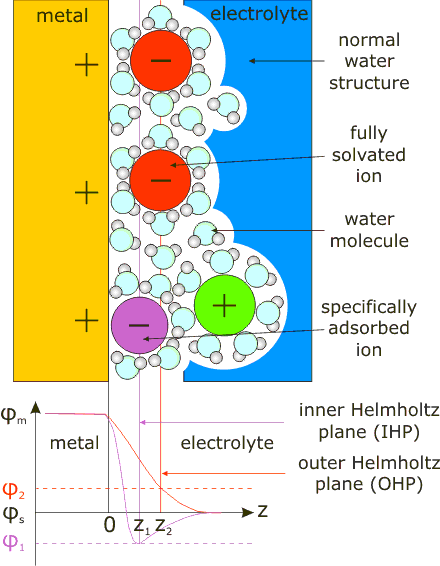 metal
electrolyte
normal
water
structure
fully
solvated
ion
water
molecule
specifically
adsorbed
ion
+
+
+
−
−
−
+
φm
metal
electrolyte
inner Helmholtz
plane (IHP)
outer Helmholtz
plane (OHP)
φ2
φs
0
z1
z2
z
φ1